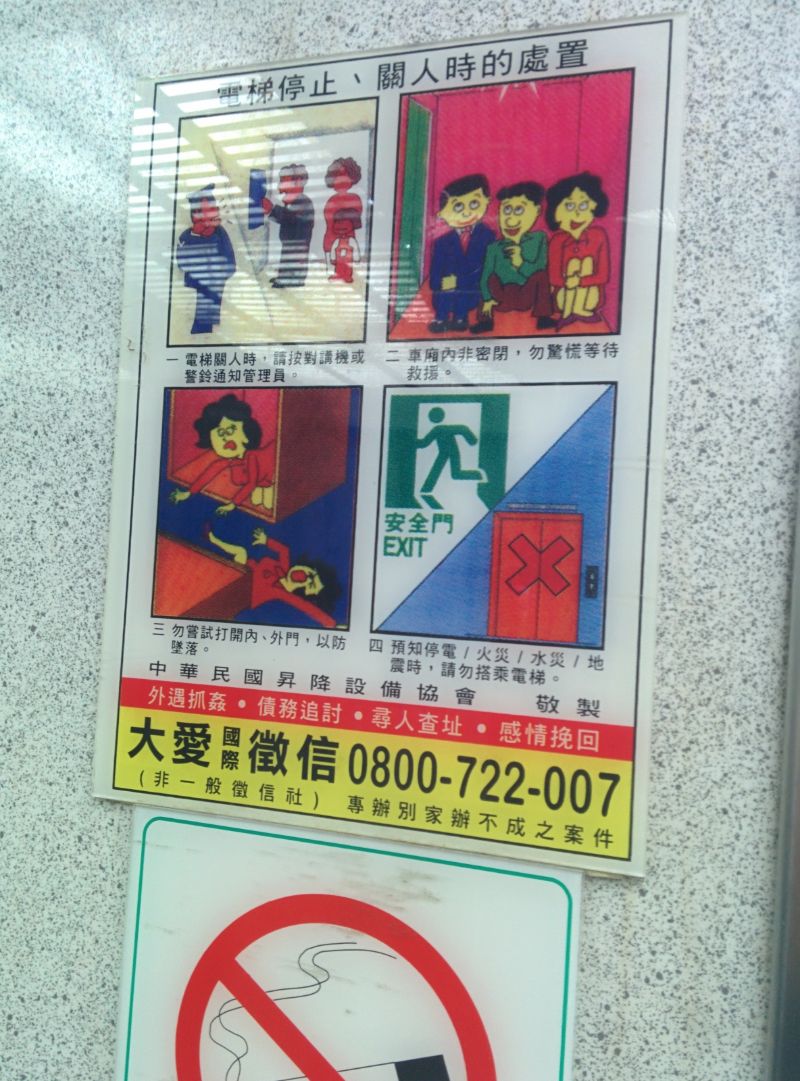 電梯停止、關人時的處置
一 電梯關人時，請按對講機或
警鈴通知管理員。
二 車廂內非密閉，勿驚慌等待
救援。
安全門
EXIT
三 勿嘗試打開內、外門，以防
墜落。
四 預知停電/火災/水災/地
震時，請勿搭乘電梯。
中華民國昇降設備協會 敬製
外遇抓姦•債務追討•尋人查址•感情挽回
大愛國際徵信0800-722-007
(非一般徵信社) 專辦別家辦不成之案件